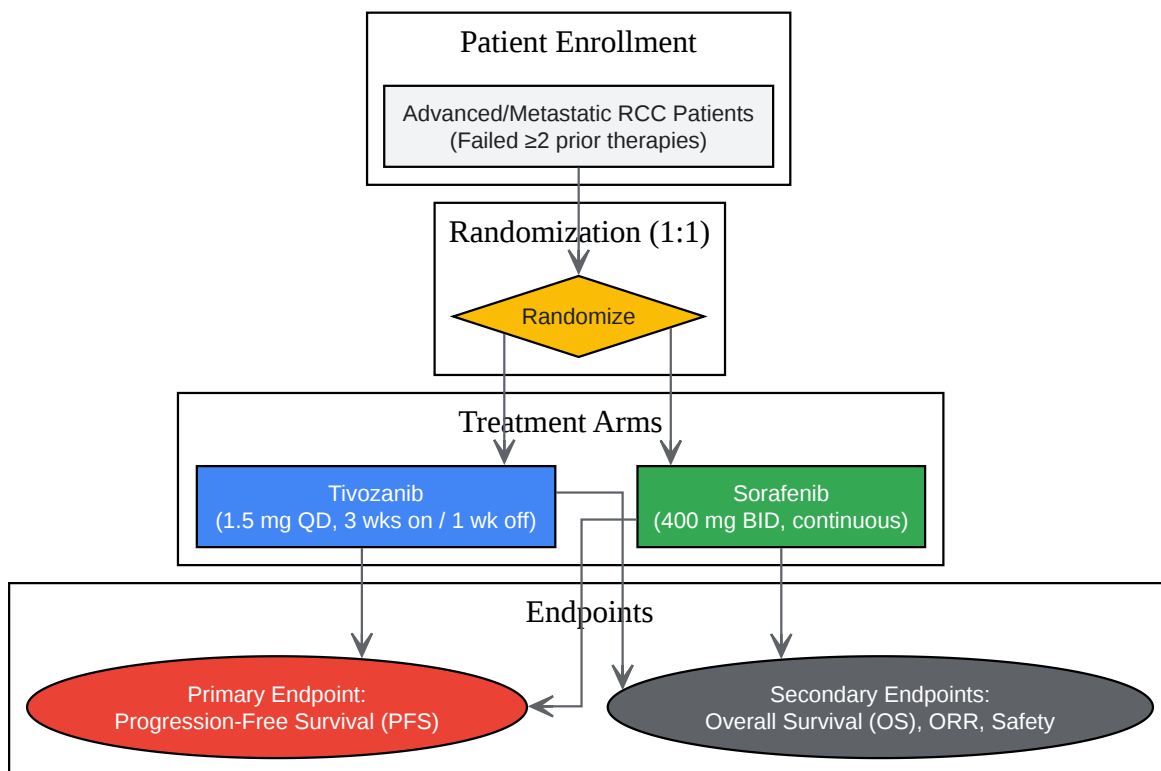 Patient Enrollment
Advanced/Metastatic RCC Patients
(Failed ≥2 prior therapies)
Randomization (1:1)
Randomize
Treatment Arms
Tivozanib
(1.5 mg QD, 3 wks on / 1 wk off)
Sorafenib
(400 mg BID, continuous)
Endpoints
Primary Endpoint:
Progression-Free Survival (PFS)
Secondary Endpoints:
Overall Survival (OS), ORR, Safety